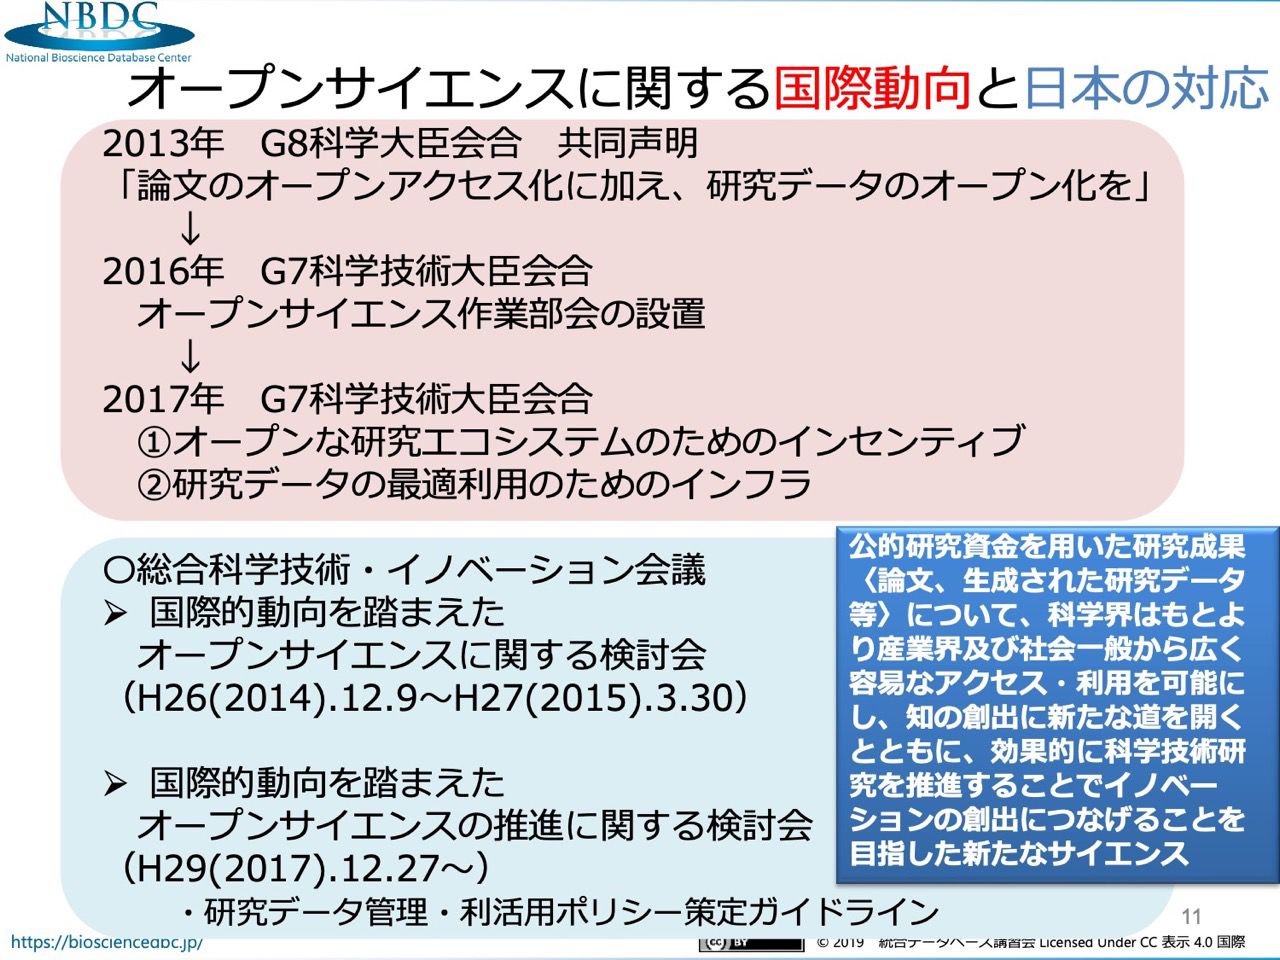 NBDC
National Bioscience Database Center
オープンサイエンスに関する国際動向と日本の対応
2013年　G8科学大臣会合　共同声明
「論文のオープンアクセス化に加え、研究データのオープン化を」
↓
2016年　G7科学技術大臣会合
オープンサイエンス作業部会の設置
↓
2017年　G7科学技術大臣会合
①オープンな研究エコシステムのためのインセンティブ
②研究データの最適利用のためのインフラ
〇総合科学技術・イノベーション会議
➢ 国際的動向を踏まえた
オープンサイエンスに関する検討会
（H26(2014).12.9～H27(2015).3.30）
➢ 国際的動向を踏まえた
オープンサイエンスの推進に関する検討会
（H29(2017).12.27～）
・研究データ管理・利活用ポリシー策定ガイドライン
公的研究資金を用いた研究成果
〈論文、生成された研究データ
等〉について、科学界はもとよ
り産業界及び社会一般から広く
容易なアクセス・利用を可能に
し、知の創出に新たな道を開く
とともに、効果的に科学技術研
究を推進することでイノベー
ションの創出につなげることを
目指した新たなサイエンス
11
https://biosciencedbc.jp/
cc BY
© 2019　統合データベース講習会 Licensed Under CC 表示 4.0 国際